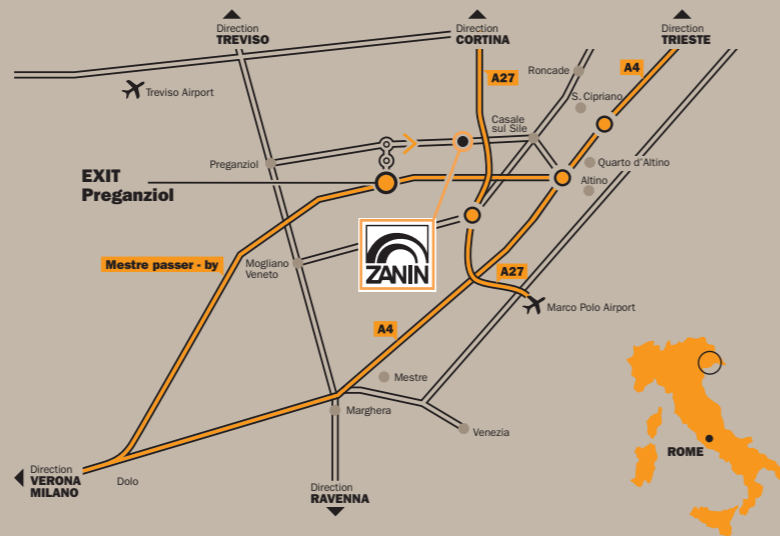 Direction
TREVISO
Direction
CORTINA
Direction
TRIESTE
A27
Roncade
A4
S. Cipriano
Treviso Airport
Casale
sul Sile
Preganziol
Quarto d'Altino
EXIT
Preganziol
Altino
ZANIN
Mestre passer - by
Mogliano
Veneto
A27
Marco Polo Airport
A4
Mestre
Marghera
Venezia
ROME
Direction
VERONA
MILANO
Dolo
Direction
RAVENNA